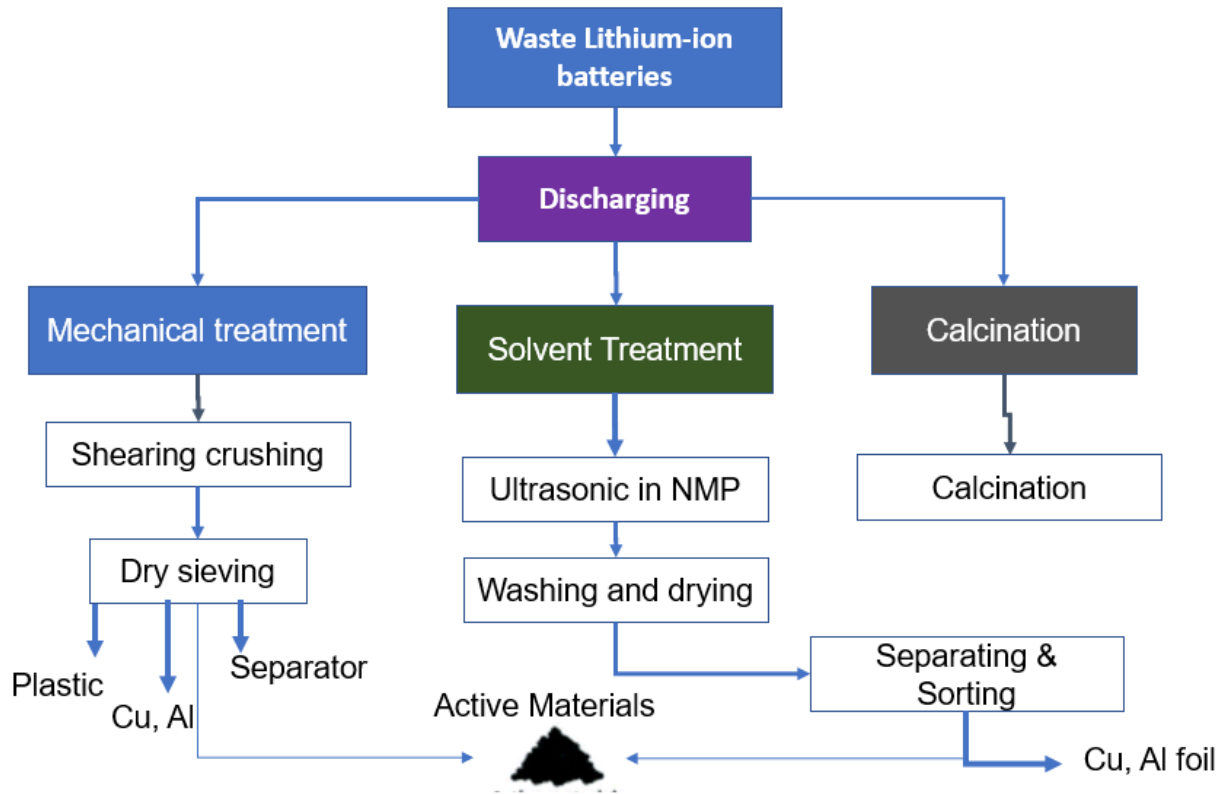 Waste Lithium-ion
batteries
Discharging
Mechanical treatment
Solvent Treatment
Calcination
Shearing crushing
Ultrasonic in NMP
Calcination
Dry sieving
Washing and drying
Plastic
Cu, Al
Separator
Separating &
Sorting
Active Materials
Cu, Al foil